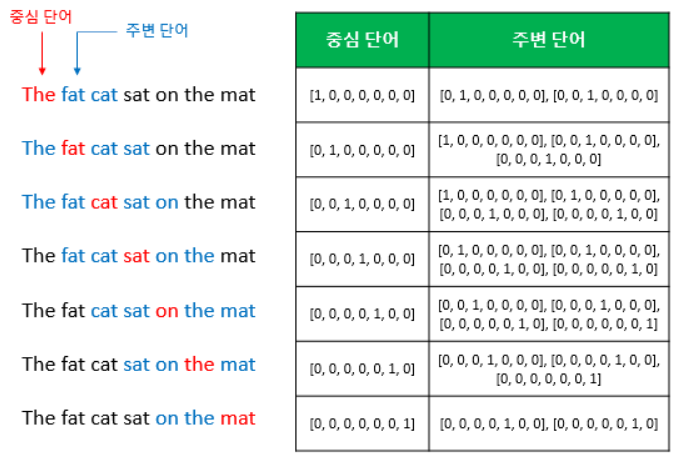 중심 단어
주변 단어
The fat cat sat on the mat
The fat cat sat on the mat
The fat cat sat on the mat
The fat cat sat on the mat
The fat cat sat on the mat
The fat cat sat on the mat
The fat cat sat on the mat
중심 단어 주변 단어
[1, 0, 0, 0, 0, 0, 0] [0, 1, 0, 0, 0, 0, 0], [0, 0, 1, 0, 0, 0, 0]
[0, 1, 0, 0, 0, 0, 0] [1, 0, 0, 0, 0, 0, 0], [0, 0, 1, 0, 0, 0, 0],
[0, 0, 0, 1, 0, 0, 0]
[0, 0, 1, 0, 0, 0, 0] [1, 0, 0, 0, 0, 0, 0], [0, 1, 0, 0, 0, 0, 0],
[0, 0, 0, 1, 0, 0, 0], [0, 0, 0, 0, 1, 0, 0]
[0, 0, 0, 1, 0, 0, 0] [0, 1, 0, 0, 0, 0, 0], [0, 0, 1, 0, 0, 0, 0],
[0, 0, 0, 0, 1, 0, 0], [0, 0, 0, 0, 0, 1, 0]
[0, 0, 0, 0, 1, 0, 0] [0, 0, 1, 0, 0, 0, 0], [0, 0, 0, 1, 0, 0, 0],
[0, 0, 0, 0, 0, 1, 0], [0, 0, 0, 0, 0, 0, 1]
[0, 0, 0, 0, 0, 1, 0] [0, 0, 0, 1, 0, 0, 0], [0, 0, 0, 0, 1, 0, 0],
[0, 0, 0, 0, 0, 0, 1]
[0, 0, 0, 0, 0, 0, 1] [0, 0, 0, 0, 1, 0, 0], [0, 0, 0, 0, 0, 1, 0]